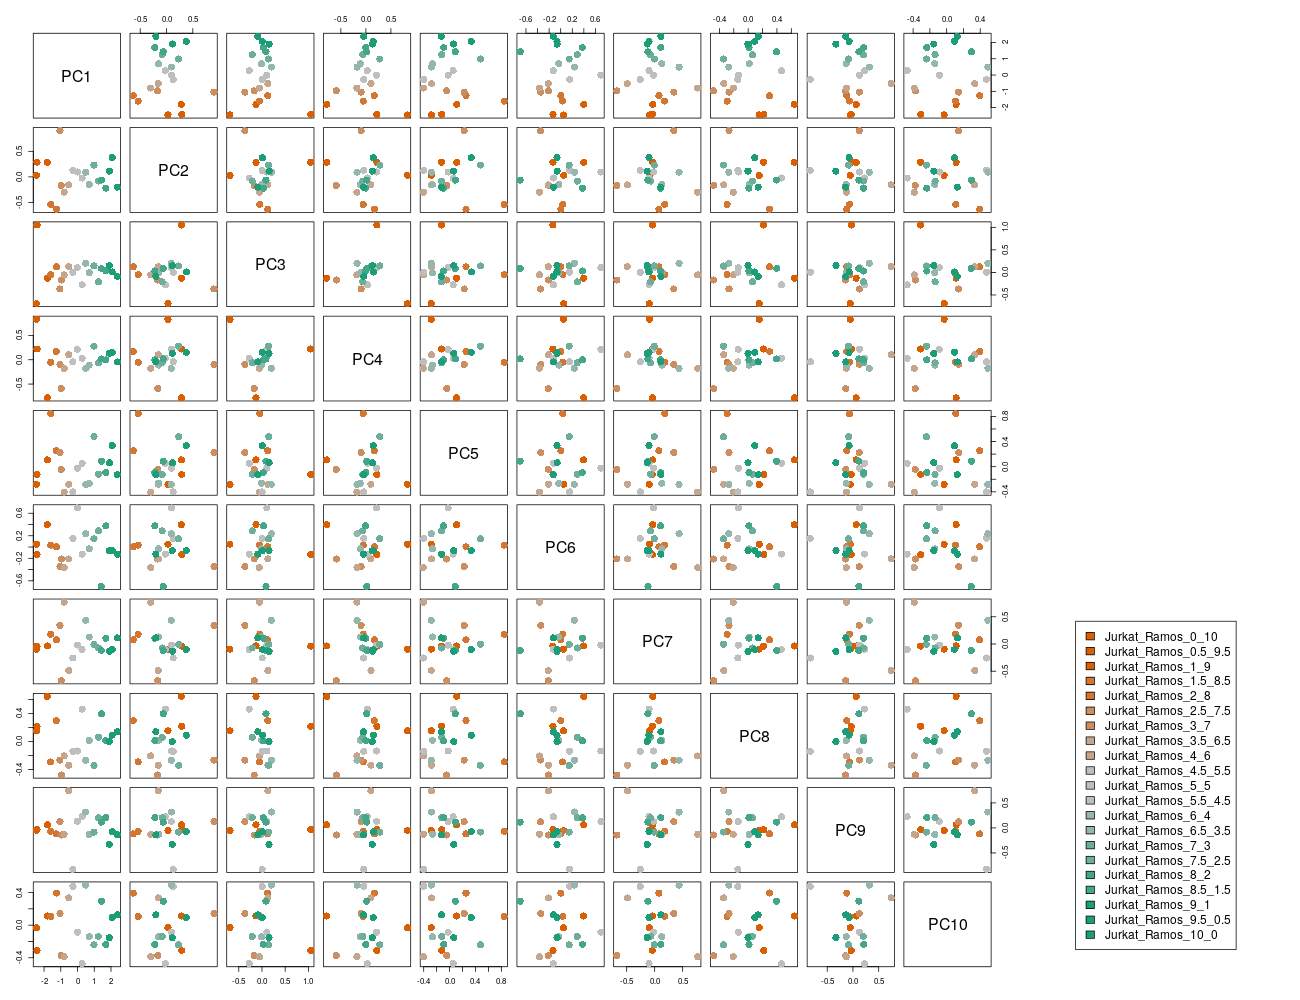 -0.5 0.0 0.5
-0.5 0.0 0.5
-0.6 -0.2 0.2 0.6
-0.4 0.0 0.4
-0.4 0.0 0.4
PC1
-2 -1 0 1 2
-0.5 0.0 0.5
PC2
PC3
-0.5 0.0 0.5 1.0
-0.5 0.0 0.5
PC4
PC5
-0.4 0.0 0.4 0.8
-0.6 -0.2 0.2 0.6
PC6
PC7
-0.5 0.0 0.5
-0.4 0.0 0.4
PC8
PC9
-0.5 0.0 0.5
-0.4 0.0 0.4
PC10
-2 -1 0 1 2
-0.5 0.0 0.5 1.0
-0.4 0.0 0.4 0.8
-0.5 0.0 0.5
-0.5 0.0 0.5
Jurkat_Ramos_0_10
Jurkat_Ramos_0.5_9.5
Jurkat_Ramos_1_9
Jurkat_Ramos_1.5_8.5
Jurkat_Ramos_2_8
Jurkat_Ramos_2.5_7.5
Jurkat_Ramos_3_7
Jurkat_Ramos_3.5_6.5
Jurkat_Ramos_4_6
Jurkat_Ramos_4.5_5.5
Jurkat_Ramos_5_5
Jurkat_Ramos_5.5_4.5
Jurkat_Ramos_6_4
Jurkat_Ramos_6.5_3.5
Jurkat_Ramos_7_3
Jurkat_Ramos_7.5_2.5
Jurkat_Ramos_8_2
Jurkat_Ramos_8.5_1.5
Jurkat_Ramos_9_1
Jurkat_Ramos_9.5_0.5
Jurkat_Ramos_10_0